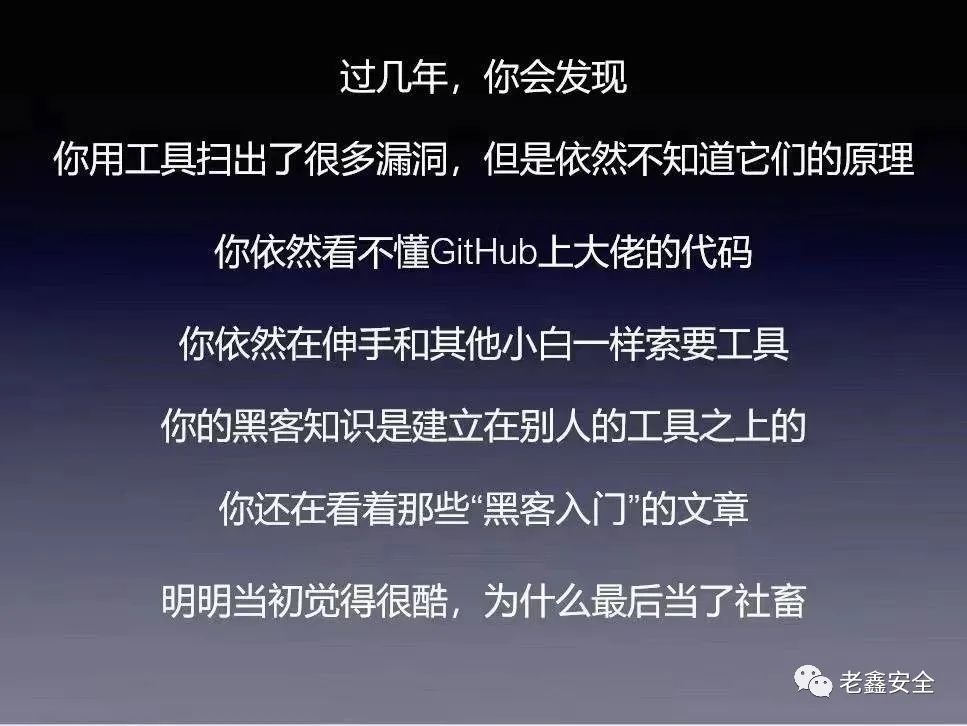 过几年，你会发现
你用工具扫出了很多漏洞，但是依然不知道它们的原理
你依然看不懂GitHub上大佬的代码
你依然在伸手和其他小白一样索要工具
你的黑客知识是建立在别人的工具之上的
你还在看着那些“黑客入门”的文章
明明当初觉得很酷，为什么最后当了社畜
老鑫安全